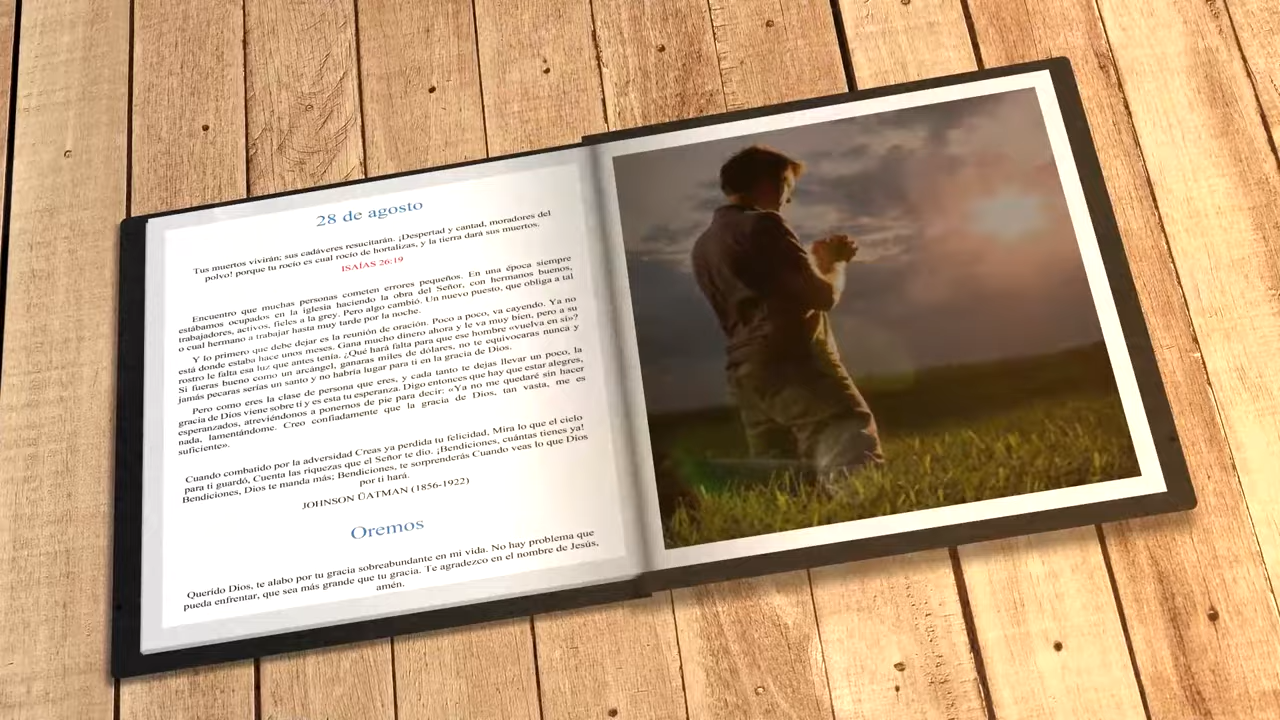 28 de agosto
Tus muertos vivirán; sus cadáveres resucitarán. ¡Despertad y cantad, moradores del
polvo! porque tu rocío es cual rocío de hortalizas, y la tierra dará sus muertos.
ISAÍAS 26:19
Encuentro que muchas personas cometen errores pequeños. En una época siempre
estábamos ocupados en la iglesia haciendo la obra del Señor, con hermanos buenos,
trabajadores, activos, fieles a la grey. Pero algo cambió. Un nuevo puesto, que obliga a tal
o cual hermano a trabajar hasta muy tarde por la noche.
Y lo primero que debe dejar es la reunión de oración. Poco a poco, va cayendo. Ya no
está donde estaba hace unos meses. Gana mucho dinero ahora y le va muy bien, pero a su
rostro le falta esa luz que antes tenía. ¿Qué hará falta para que ese hombre «vuelva en sí»?
Si fueras bueno como un arcángel, ganaras miles de dólares, no te equivocaras nunca y
jamás pecaras serías un santo y no habría lugar para ti en la gracia de Dios.
Pero como eres la clase de persona que eres, y cada tanto te dejas llevar un poco, la
gracia de Dios viene sobre ti y es esta tu esperanza. Digo entonces que hay que estar alegres,
esperanzados, atreviéndonos a ponernos de pie para decir: «Ya no me quedaré sin hacer
nada, lamentándome. Creo confiadamente que la gracia de Dios, tan vasta, me es
suficiente».
Cuando combatido por la adversidad Creas ya perdida tu felicidad, Mira lo que el cielo
para ti guardó, Cuenta las riquezas que el Señor te dio. ¡Bendiciones, cuántas tienes ya!
Bendiciones, Dios te manda más; Bendiciones, te sorprenderás Cuando veas lo que Dios
por ti hará.
JOHNSON ÜATMAN (1856-1922)
Oremos
Querido Dios, te alabo por tu gracia sobreabundante en mi vida. No hay problema que
pueda enfrentar, que sea más grande que tu gracia. Te agradezco en el nombre de Jesús,
amén.